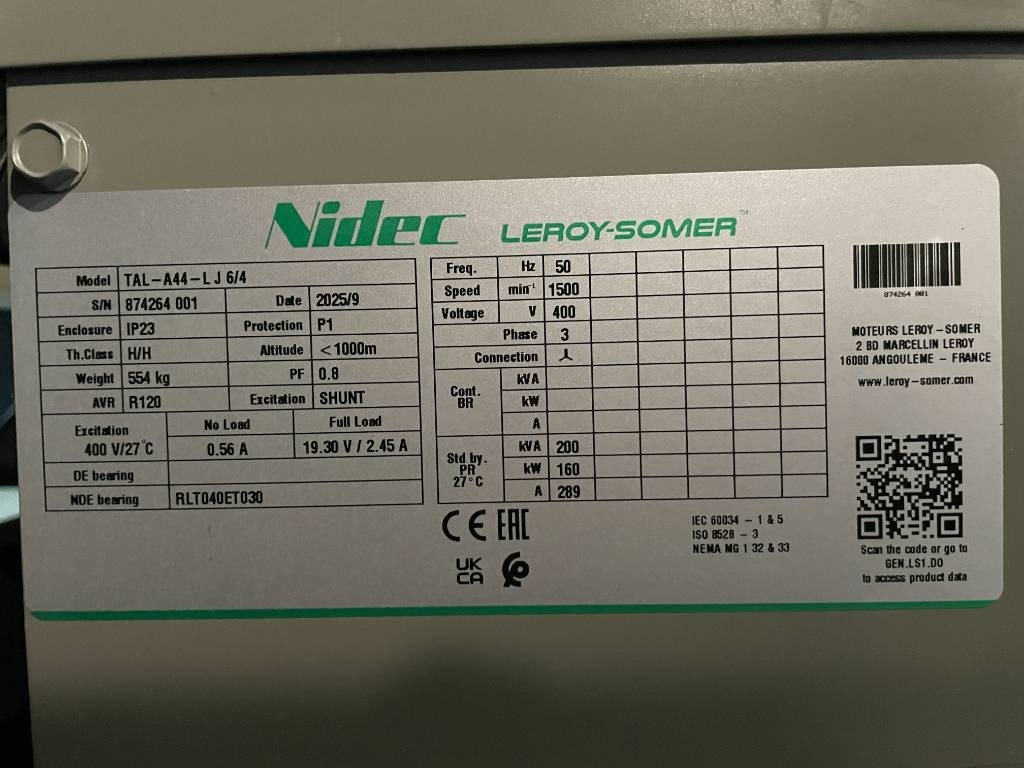 Nidec LEROY-SOMER™
Model TAL-A44-L J 6/4
S/N 874264 001 Date 2025/9
Enclosure IP23 Protection P1
Th.Class H/H Altitude <1000m
Weight 554 kg PF 0.8
AVR R120 Excitation SHUNT
Excitation 400 V/27°C No Load Full Load
0.56 A 19.30 V / 2.45 A
DE bearing
NDE bearing RLT040ET030
Freq. Hz 50
Speed min⁻¹ 1500
Voltage V 400
Phase 3
Connection
Cont. BR kVA
kW
A
Std by. PR 27°C kVA 200
kW 160
A 289
CE EAC
UK
CA
IEC 60034 - 1 & 5
ISO 8528 - 3
NEMA MG 1 32 & 33
874264 001
MOTEURS LEROY-SOMER
2 BD MARCELLIN LEROY
16000 ANGOULEME - FRANCE
www.leroy-somer.com
Scan the code or go to
GEN.LS1.DO
to access product data